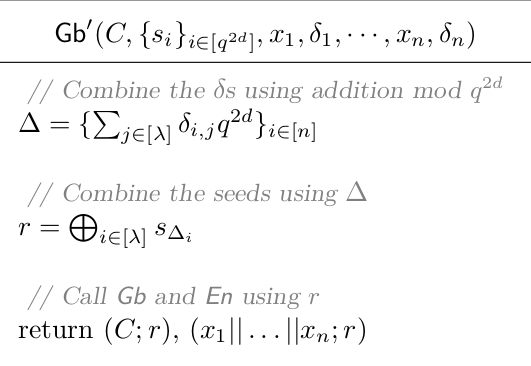 Gb′(C, {s_i}_{i∈[q^{2d}]}, x_1, δ_1, ⋯, x_n, δ_n)
// Combine the δs using addition mod q^{2d}
Δ = {∑_{j∈[λ]} δ_{i,j}q^{2d}}_{i∈[n]}
// Combine the seeds using Δ
r = ⨁_{i∈[λ]} s_{Δ_i}
// Call Gb and En using r
return (C; r), (x_1||…||x_n; r)